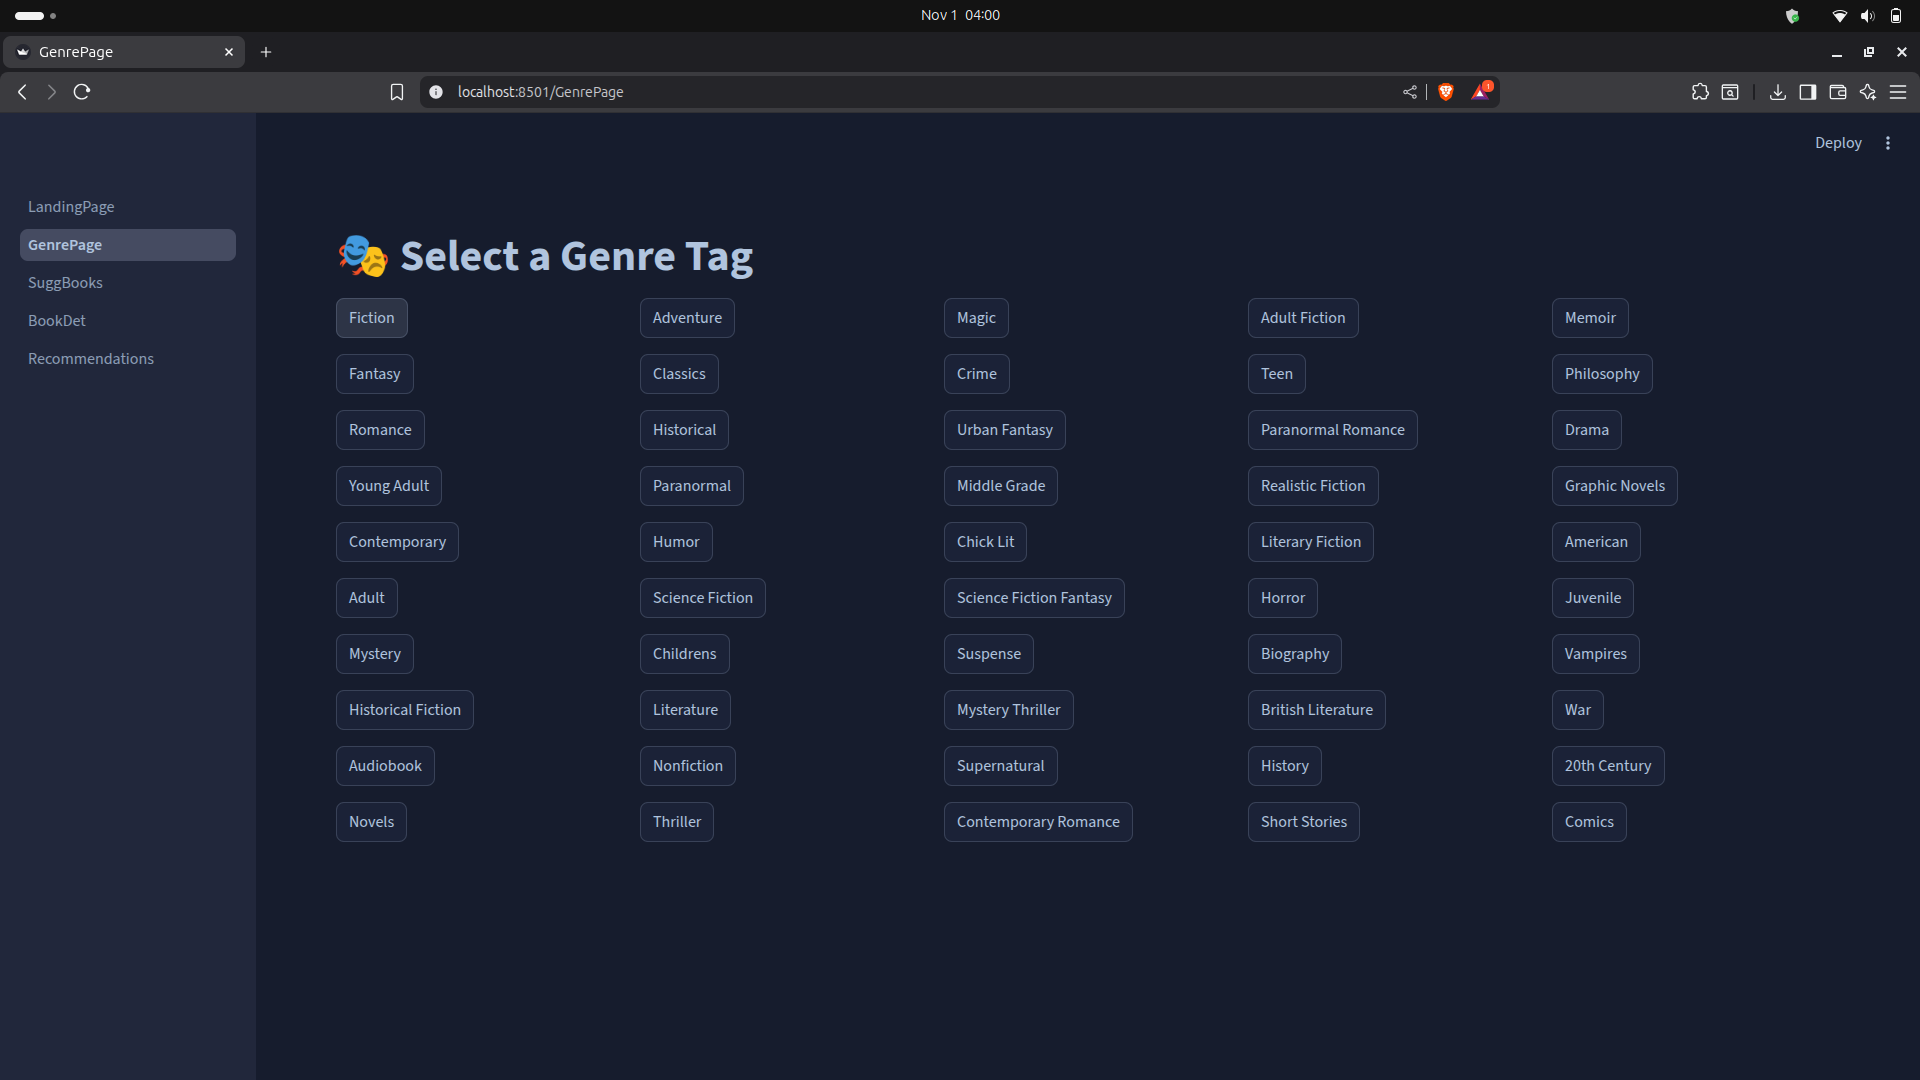 Nov 1 04:00
GenrePage
localhost:8501/GenrePage
1
Deploy
LandingPage
GenrePage
SuggBooks
BookDet
Recommendations
Select a Genre Tag
Fiction Adventure Magic Adult Fiction Memoir
Fantasy Classics Crime Teen Philosophy
Romance Historical Urban Fantasy Paranormal Romance Drama
Young Adult Paranormal Middle Grade Realistic Fiction Graphic Novels
Contemporary Humor Chick Lit Literary Fiction American
Adult Science Fiction Science Fiction Fantasy Horror Juvenile
Mystery Childrens Suspense Biography Vampires
Historical Fiction Literature Mystery Thriller British Literature War
Audiobook Nonfiction Supernatural History 20th Century
Novels Thriller Contemporary Romance Short Stories Comics